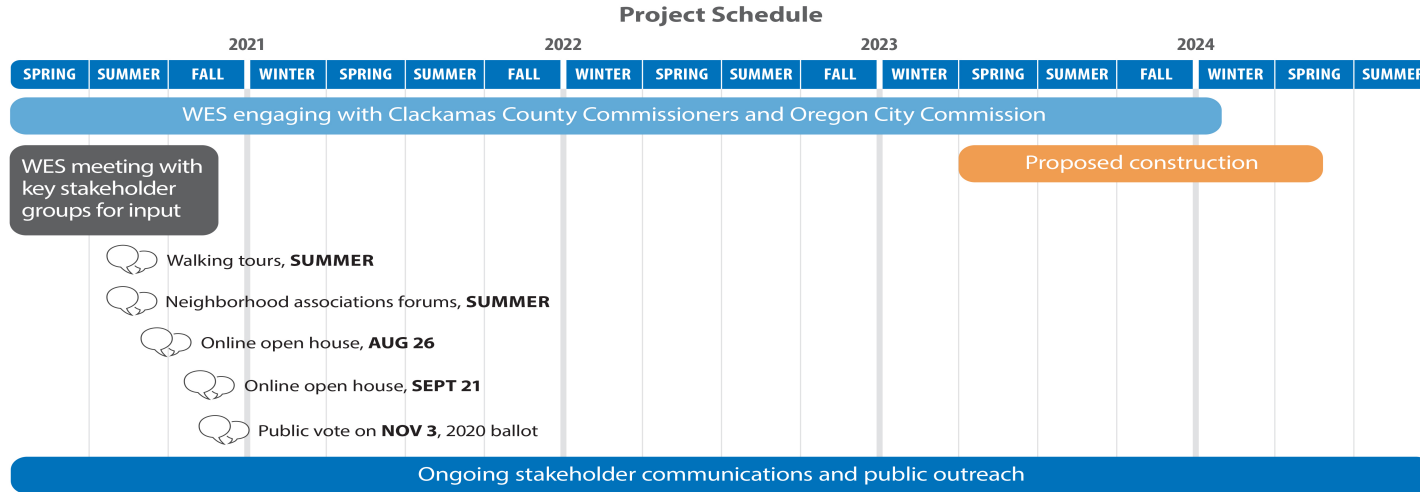 Project Schedule
2021 2022 2023 2024
SPRING SUMMER FALL WINTER SPRING SUMMER FALL WINTER SPRING SUMMER FALL WINTER SPRING SUMMER FALL WINTER SPRING SUMMER
WES engaging with Clackamas County Commissioners and Oregon City Commission
WES meeting with
key stakeholder
groups for input
Proposed construction
Walking tours, SUMMER
Neighborhood associations forums, SUMMER
Online open house, AUG 26
Online open house, SEPT 21
Public vote on NOV 3, 2020 ballot
Ongoing stakeholder communications and public outreach